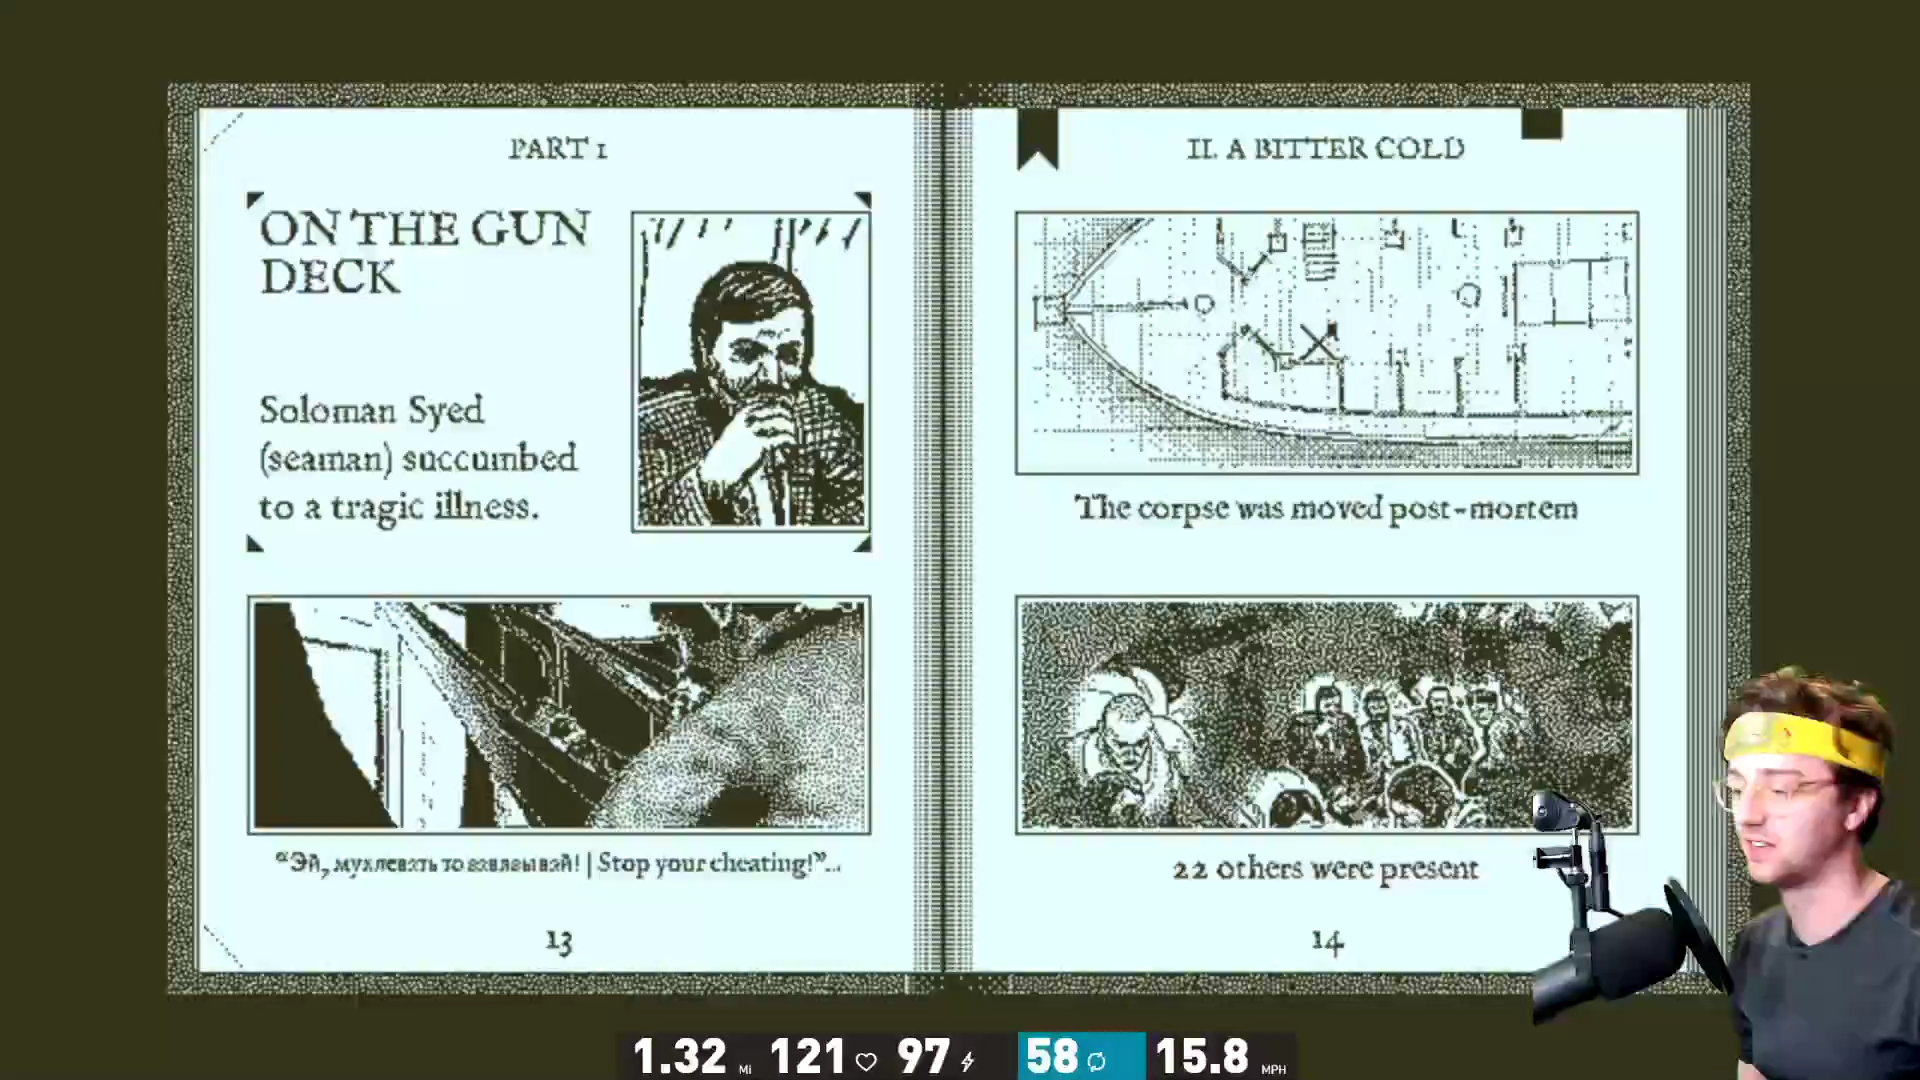 PART 1
ON THE GUN
DECK
Soloman Syed
(seaman) succumbed
to a tragic illness.
"Эй, мухлевать то завязывай! | Stop your cheating!"...
13
II. A BITTER COLD
The corpse was moved post-mortem
22 others were present
14
1.32 MI 121 97 58 15.8 MPH